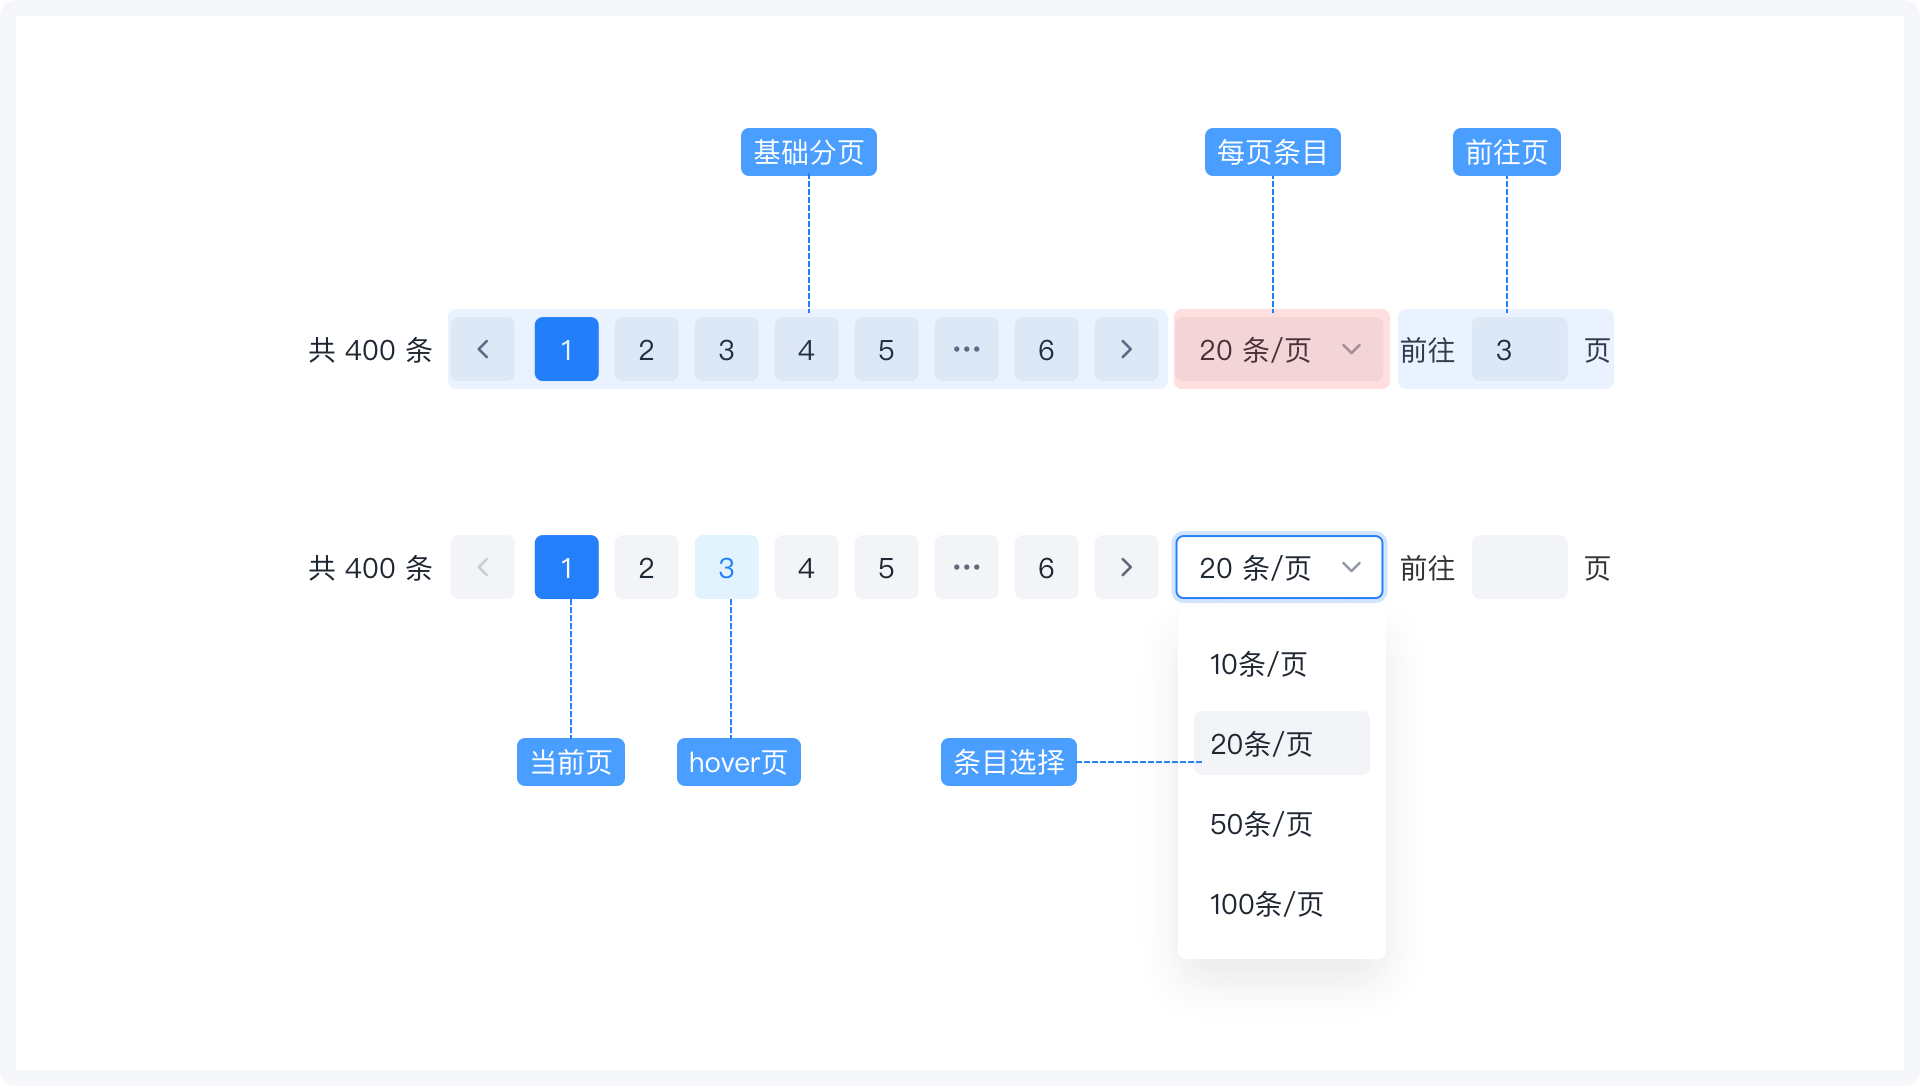 基础分页 每页条目 前往页
共 400 条 1 2 3 4 5 ··· 6 20 条/页 前往 3 页
共 400 条 1 2 3 4 5 ··· 6 20 条/页 前往 页
10条/页
20条/页
当前页 hover页 条目选择
50条/页
100条/页